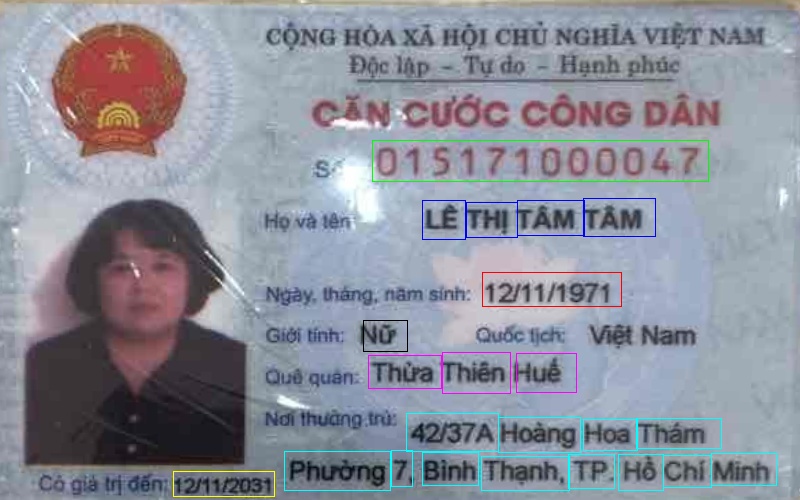 CỘNG HÒA XÃ HỘI CHỦ NGHĨA VIỆT NAM
Độc lập - Tự do - Hạnh phúc
CĂN CƯỚC CÔNG DÂN
Số 015171000047
Họ và tên LÊ THỊ TÂM TÂM
Ngày, tháng, năm sinh: 12/11/1971
Giới tính: Nữ Quốc tịch: Việt Nam
Quê quán: Thừa Thiên Huế
Nơi thường trú: 42/37A Hoàng Hoa Thám
Phường 7, Bình Thạnh, TP. Hồ Chí Minh
Có giá trị đến: 12/11/2031